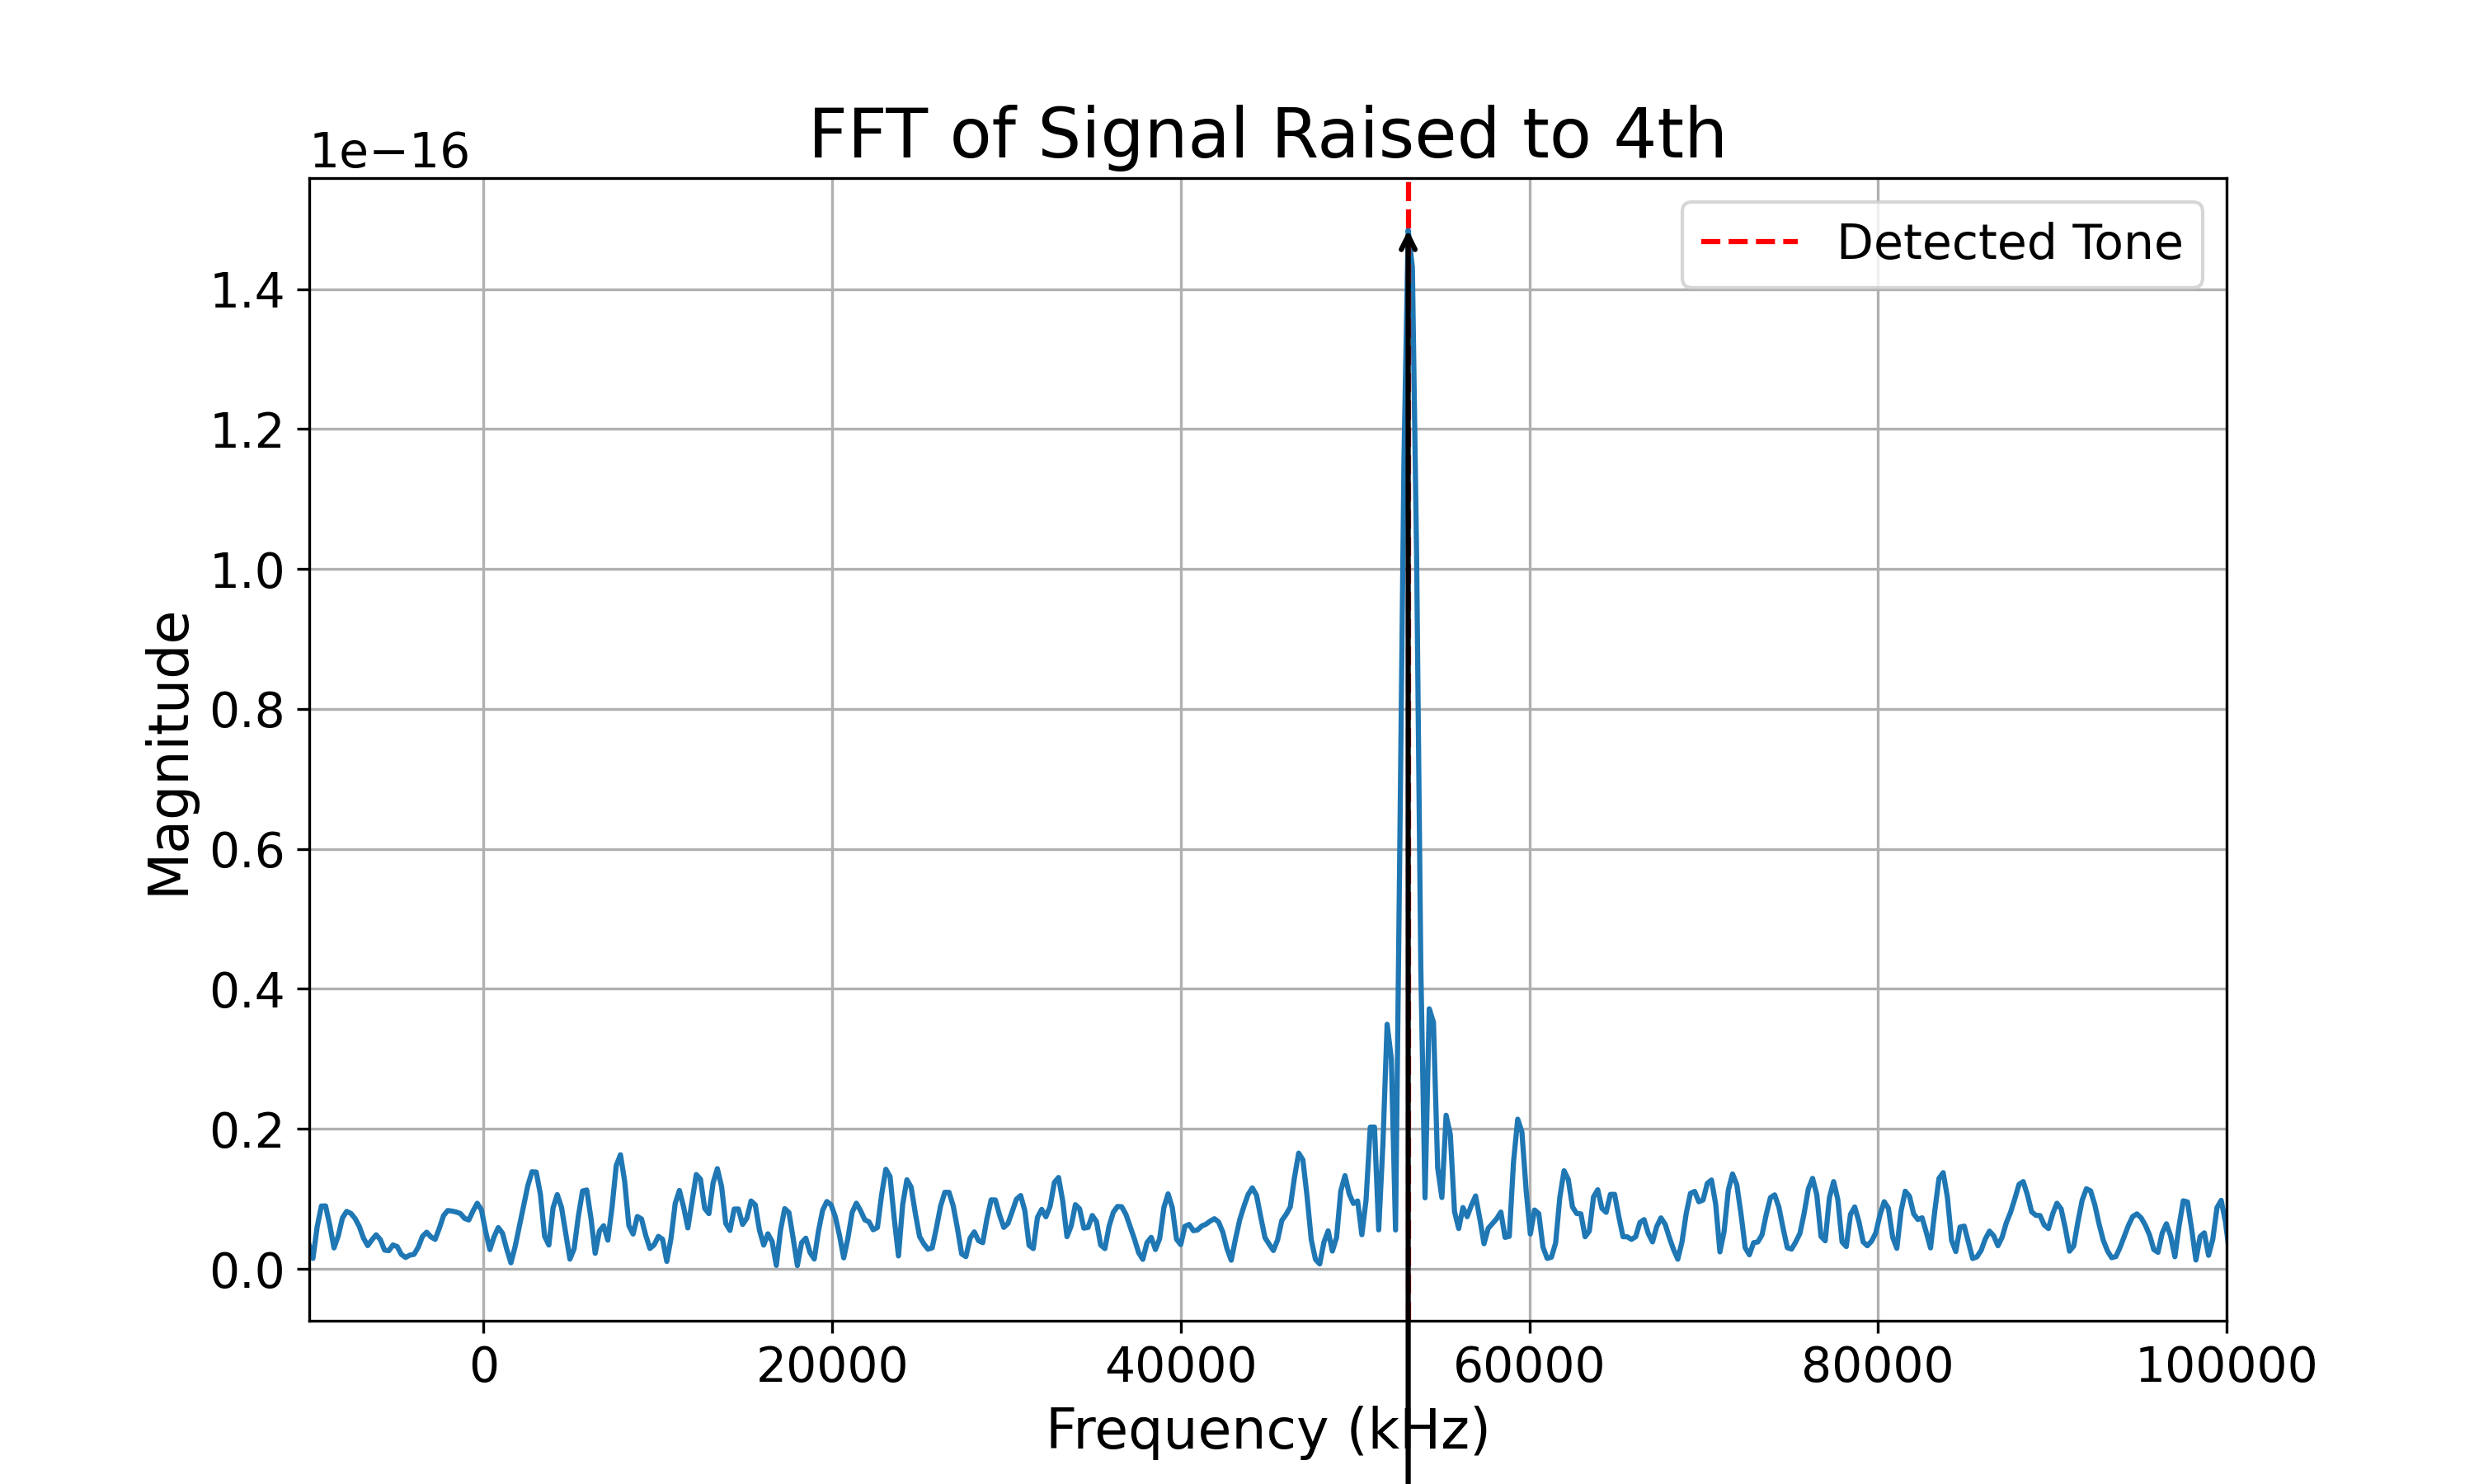 FFT of Signal Raised to 4th
1e−16
Detected Tone
1.4
1.2
1.0
0.8
0.6
0.4
0.2
0.0
Magnitude
0 20000 40000 60000 80000 100000
Frequency (kHz)